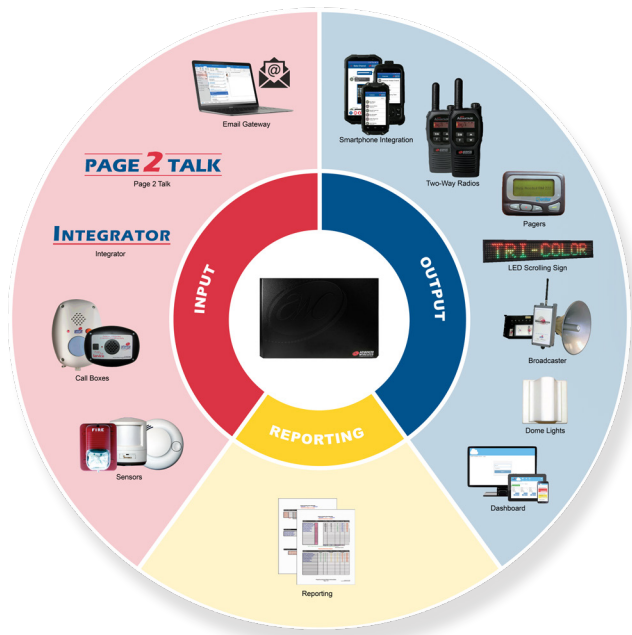 Email Gateway
PAGE 2 TALK
Page 2 Talk
INTEGRATOR
Integrator
Call Boxes
FIRE
Sensors
INPUT
Smartphone Integration
Two-Way Radios
Pagers
TRI-COLOR
LED Scrolling Sign
Broadcaster
Dome Lights
Dashboard
OUTPUT
REPORTING
Reporting